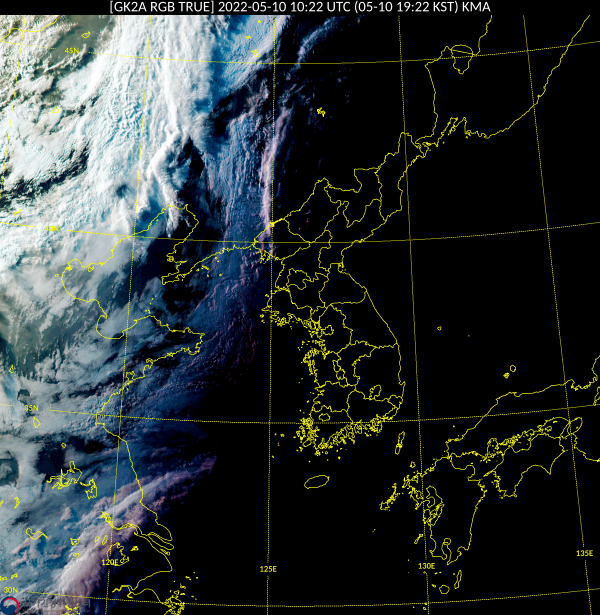 [GK2A RGB TRUE] 2022-05-10 10:22 UTC (05-10 19:22 KST) KMA
45N
35N
135E
120E
125E
130E
30N